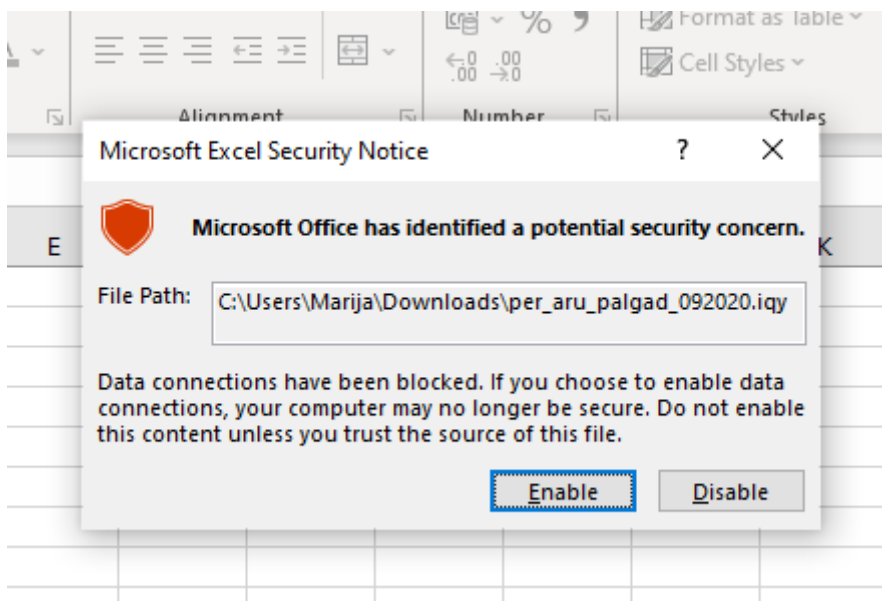 % Format as Table
.00 Cell Styles
.00
Alignment Number Styles
Microsoft Excel Security Notice ? X
E Microsoft Office has identified a potential security concern. K
File Path: C:\Users\Marija\Downloads\per_aru_palgad_092020.iqy
Data connections have been blocked. If you choose to enable data
connections, your computer may no longer be secure. Do not enable
this content unless you trust the source of this file.
Enable Disable